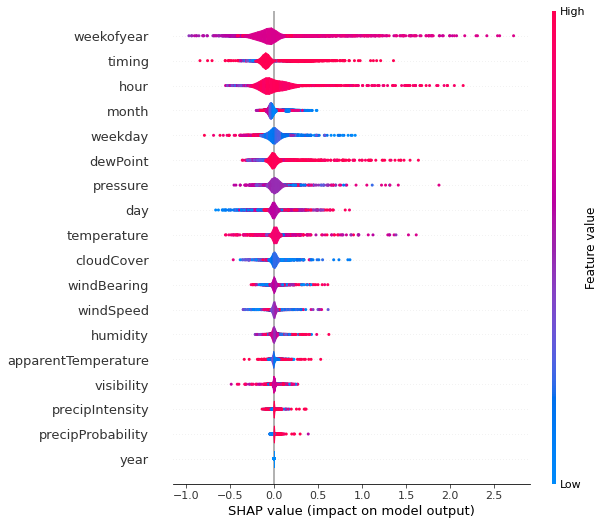 High
weekofyear
timing
hour
month
weekday
dewPoint
pressure
day
temperature
cloudCover
windBearing
windSpeed
humidity
apparentTemperature
visibility
precipIntensity
precipProbability
year
Low
Feature value
−1.0 −0.5 0.0 0.5 1.0 1.5 2.0 2.5
SHAP value (impact on model output)